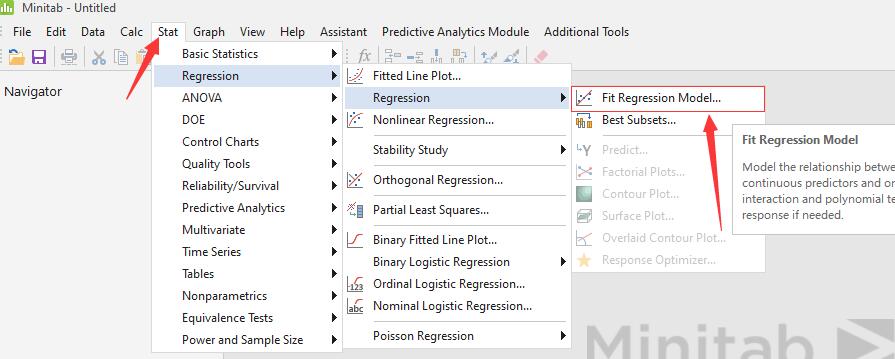 Minitab - Untitled
File Edit Data Calc Stat Graph View Help Assistant Predictive Analytics Module Additional Tools
Navigator
Basic Statistics
Regression
ANOVA
DOE
Control Charts
Quality Tools
Reliability/Survival
Predictive Analytics
Multivariate
Time Series
Tables
Nonparametrics
Equivalence Tests
Power and Sample Size
fx
Fitted Line Plot...
Regression
Nonlinear Regression...
Stability Study
Orthogonal Regression...
Partial Least Squares...
Binary Fitted Line Plot...
Binary Logistic Regression
Ordinal Logistic Regression...
Nominal Logistic Regression...
Poisson Regression
123
abc
Fit Regression Model...
Best Subsets...
Predict...
Factorial Plots...
Contour Plot...
Surface Plot...
Overlaid Contour Plot...
Response Optimizer...
Fit Regression Model
Model the relationship betwee
continuous predictors and on
interaction and polynomial te
response if needed.
Minitab